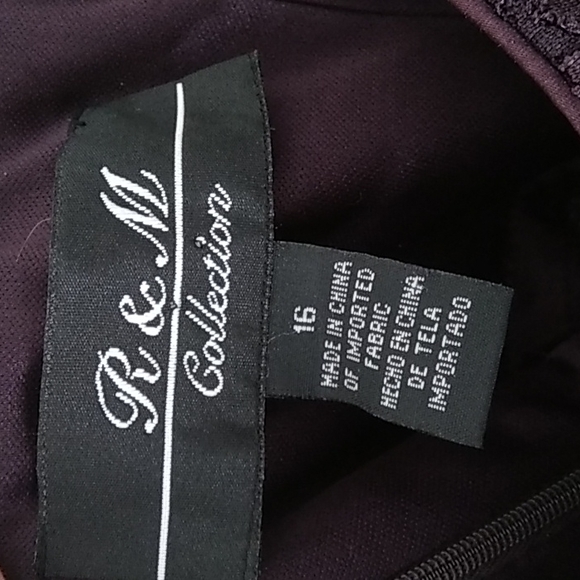 R & M
Collection
16
MADE IN CHINA
OF IMPORTED
FABRIC
HECHO EN CHINA
DE TELA
IMPORTADO